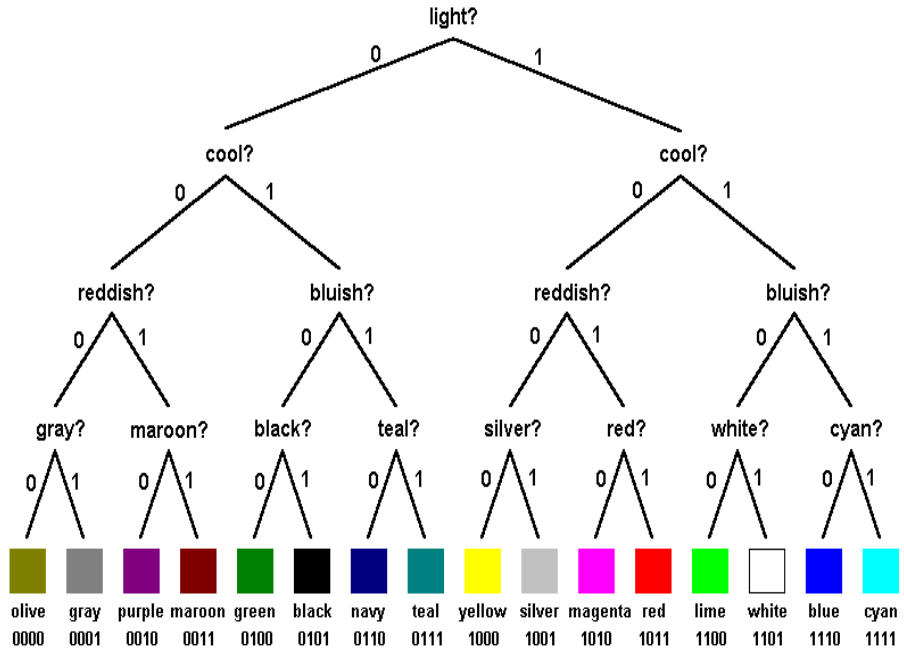 light?
0 1
cool? cool?
0 1 0 1
reddish? bluish? reddish? bluish?
0 1 0 1 0 1 0 1
gray? maroon? black? teal? silver? red? white? cyan?
0 1 0 1 0 1 0 1 0 1 0 1 0 1 0 1
olive gray purple maroon green black navy teal yellow silver magenta red lime white blue cyan
0000 0001 0010 0011 0100 0101 0110 0111 1000 1001 1010 1011 1100 1101 1110 1111